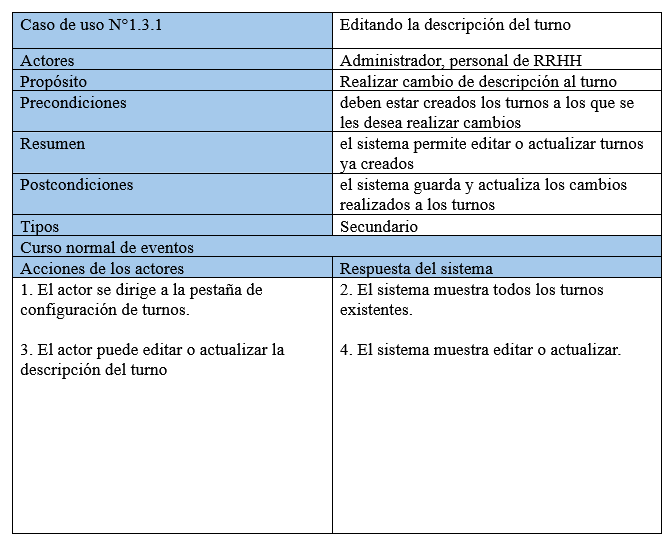 Caso de uso N°1.3.1
Editando la descripción del turno
Actores
Administrador, personal de RRHH
Propósito
Realizar cambio de descripción al turno
Precondiciones
deben estar creados los turnos a los que se
les desea realizar cambios
Resumen
el sistema permite editar o actualizar turnos
ya creados
Postcondiciones
el sistema guarda y actualiza los cambios
realizados a los turnos
Tipos
Secundario
Curso normal de eventos
Acciones de los actores
Respuesta del sistema
1. El actor se dirige a la pestaña de
configuración de turnos.
2. El sistema muestra todos los turnos
existentes.
3. El actor puede editar o actualizar la
descripción del turno
4. El sistema muestra editar o actualizar.